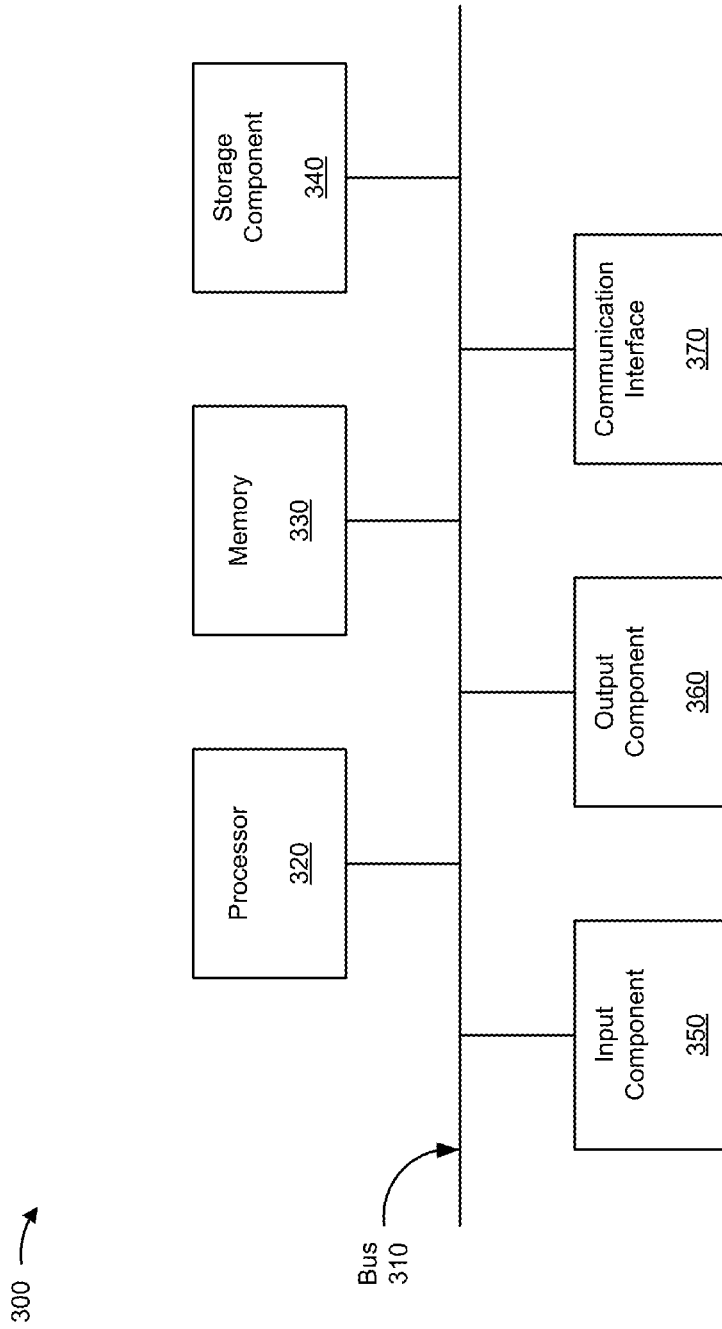 300
Processor
320
Memory
330
Storage
Component
340
Bus
310
Input
Component
350
Output
Component
360
Communication
Interface
370